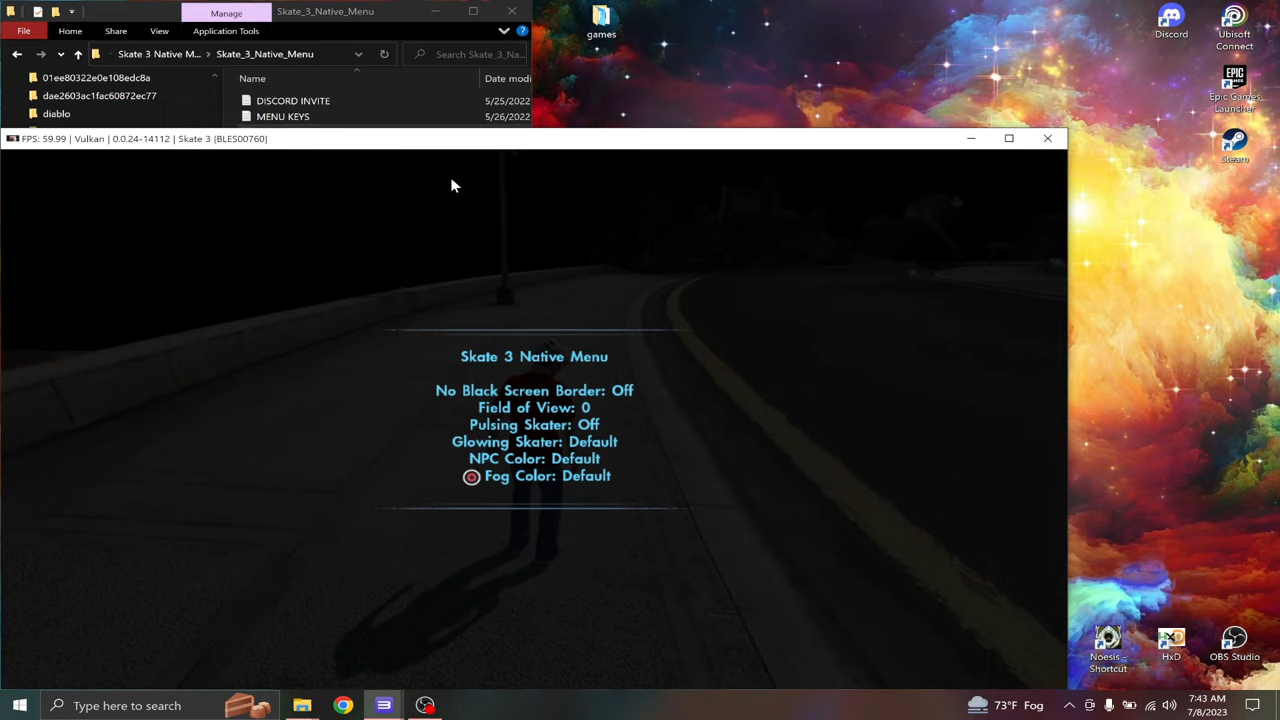 Manage
Skate_3_Native_Menu
File
Home
Share
View
Application Tools
Skate 3 Native M...
Skate_3_Native_Menu
Search Skate_3_Na...
01ee80322e0e108edc8a
dae2603ac1fac60872ec77
diablo
Name
Date modi
DISCORD INVITE
5/25/2022
MENU KEYS
5/26/2022
games
Discord
Ubisoft
Connect
EPIC
GAMES
Epic Games
Launcher
Steam
FPS: 59.99 | Vulkan | 0.0.24-14112 | Skate 3 [BLES00760]
Skate 3 Native Menu
No Black Screen Border: Off
Field of View: 0
Pulsing Skater: Off
Glowing Skater: Default
NPC Color: Default
Fog Color: Default
Noesis -
Shortcut
HxD
HxD
OBS Studio
Type here to search
73°F Fog
7:43 AM
7/8/2023